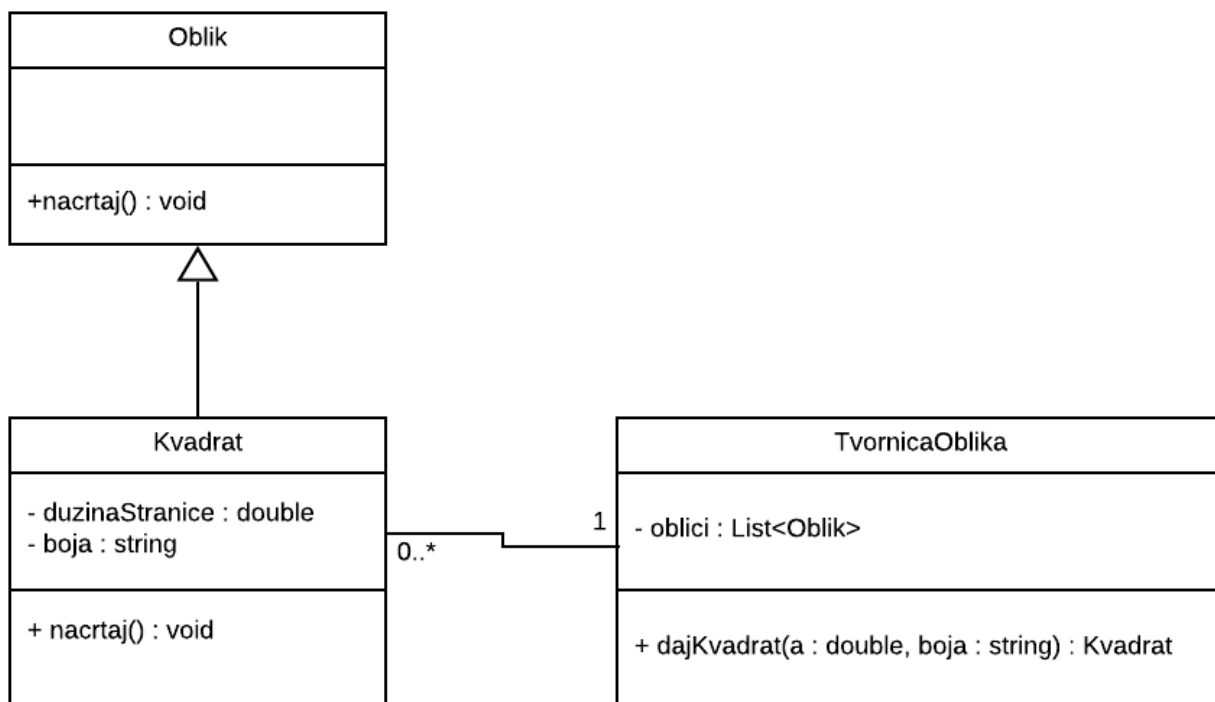 Oblik
+nacrtaj() : void
Kvadrat
- duzinaStranice : double
- boja : string
+ nacrtaj() : void
0..*
1
TvornicaOblika
- oblici : List<Oblik>
+ dajKvadrat(a : double, boja : string) : Kvadrat